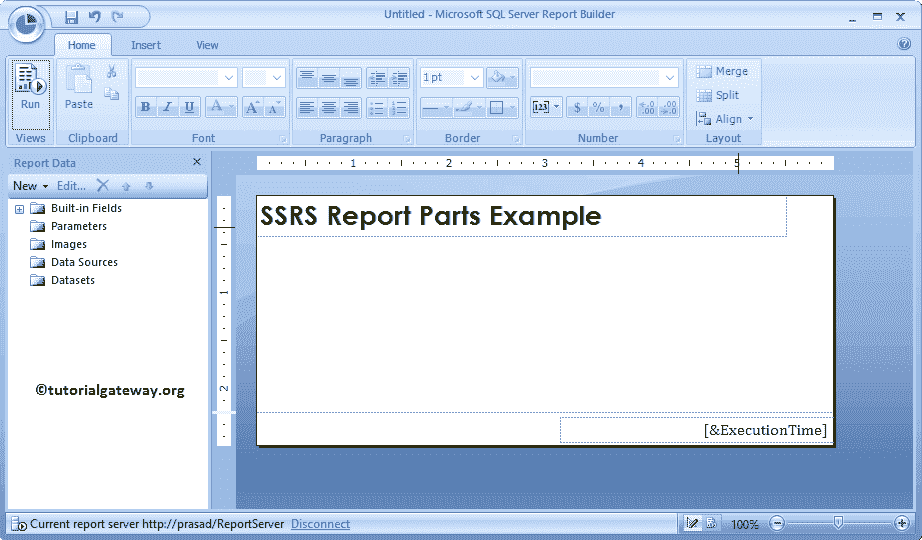 Untitled - Microsoft SQL Server Report Builder
Home Insert View
Run Paste
B I U A A A
1 pt
123 $ % ,
Merge
Split
Align
Views Clipboard Font Paragraph Border Number Layout
Report Data
New Edit...
Built-in Fields
Parameters
Images
Data Sources
Datasets
©tutorialgateway.org
1 2 3 4 5
1
2
SSRS Report Parts Example
[&ExecutionTime]
Current report server http://prasad/ReportServer Disconnect
100%